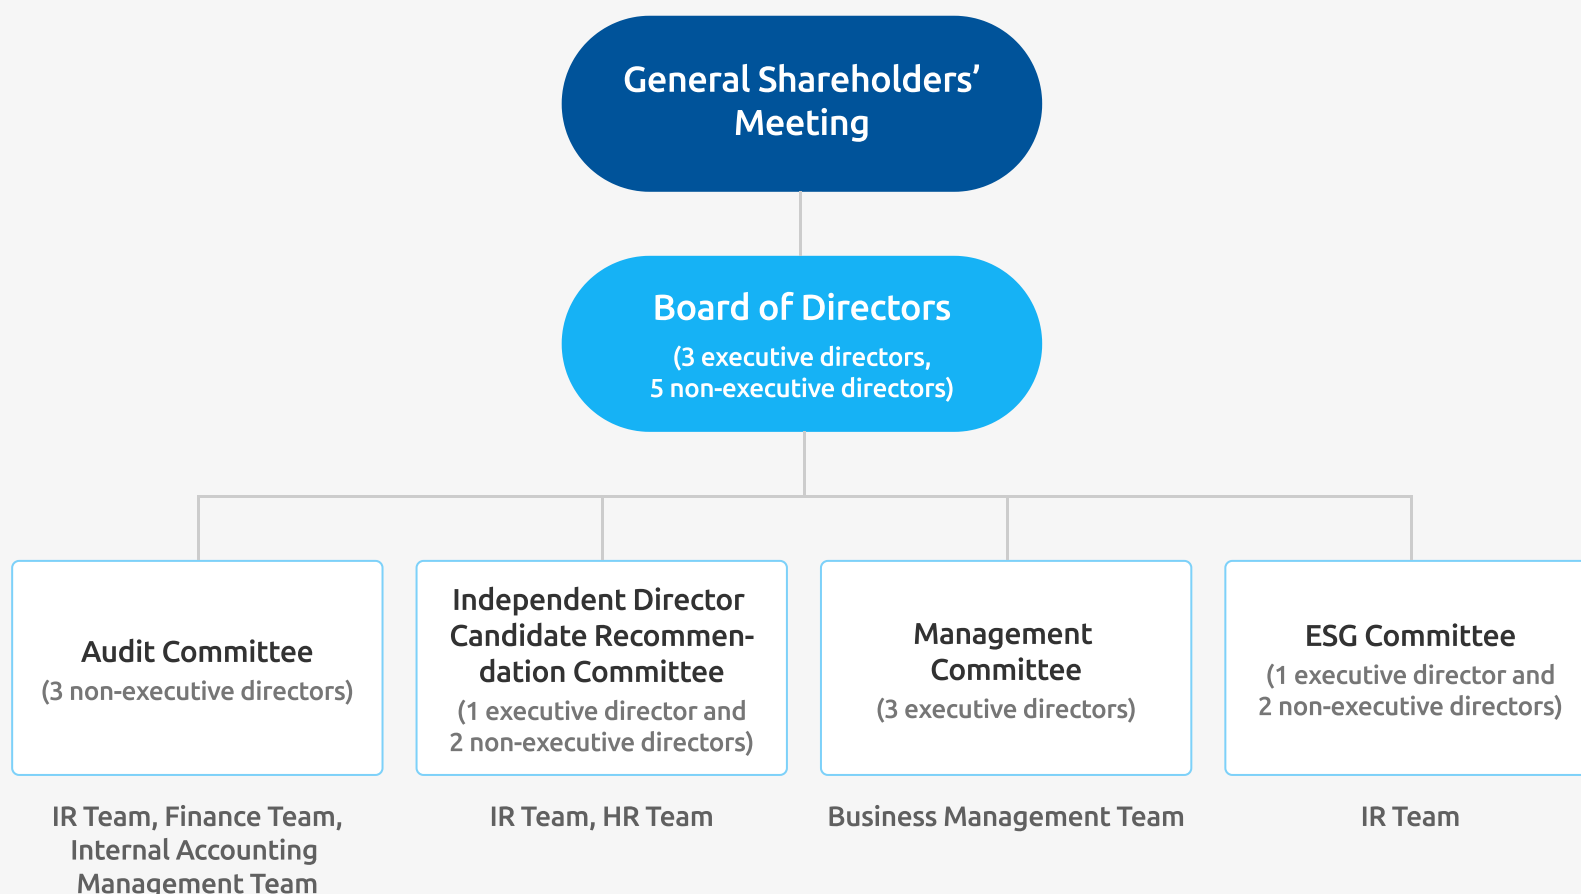 General Shareholders’
Meeting
Board of Directors
(3 executive directors,
5 non-executive directors)
Audit Committee
(3 non-executive directors)
Independent Director
Candidate Recommen-
dation Committee
(1 executive director and
2 non-executive directors)
Management
Committee
(3 executive directors)
ESG Committee
(1 executive director and
2 non-executive directors)
IR Team, Finance Team,
Internal Accounting
Management Team
IR Team, HR Team
Business Management Team
IR Team